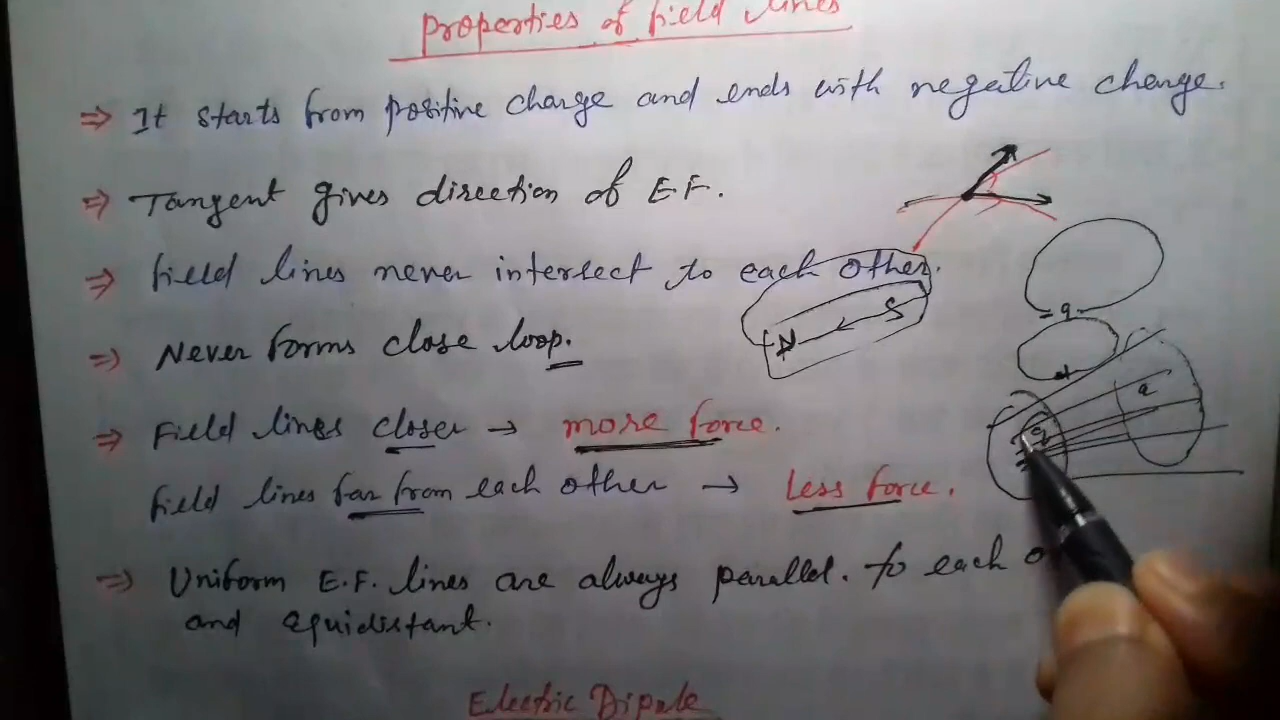 Properties of field lines
⇒ It starts from positive charge and ends with negative charge.
⇒ Tangent gives direction of E.F.
⇒ field lines never intersect to each other.
N S
q
⇒ Never forms close loop.
⇒ Field lines closer → more force.
field lines far from each other → Less force.
⇒ Uniform E.F. lines are always parallel. to each
and equidistant.
Electric Dipole